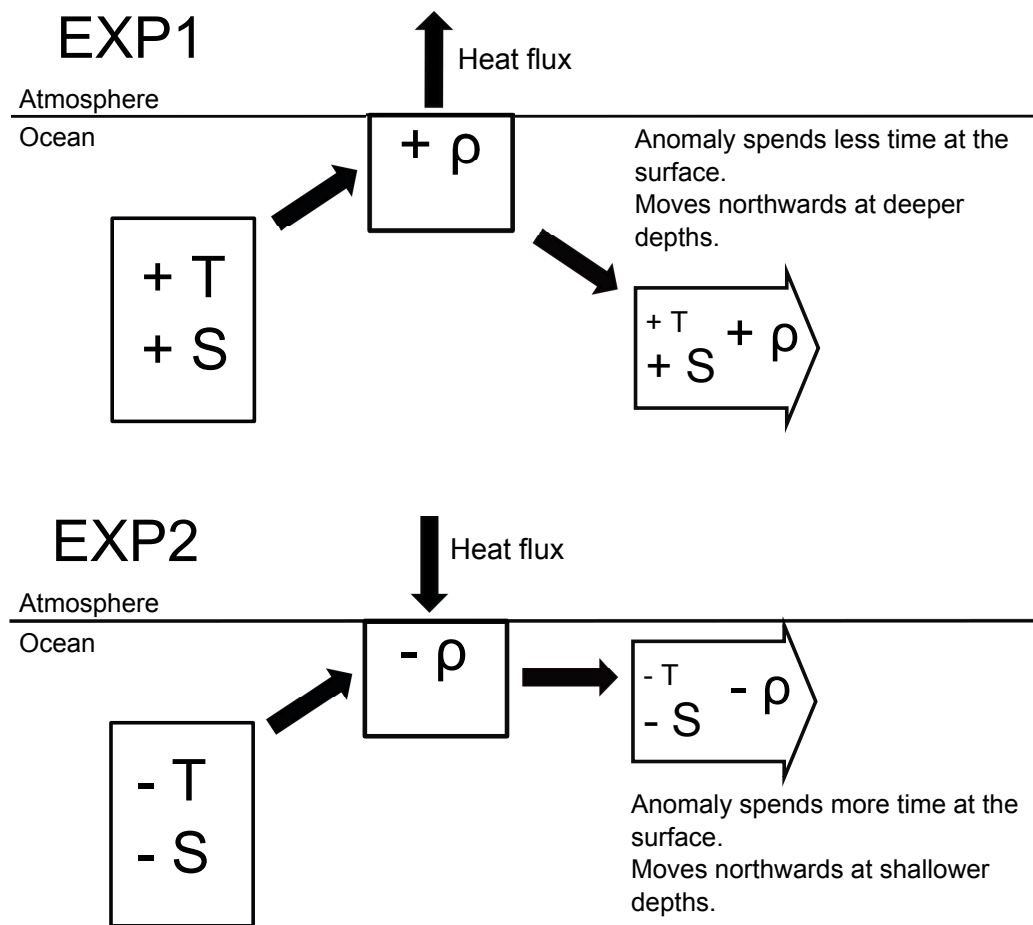 EXP1
Heat flux
Atmosphere
Ocean
+ ρ
Anomaly spends less time at the
surface.
Moves northwards at deeper
depths.
+ T
+ S
+ T
+ S
+ ρ
EXP2
Heat flux
Atmosphere
Ocean
- ρ
- T
- S
- ρ
- T
- S
Anomaly spends more time at the
surface.
Moves northwards at shallower
depths.